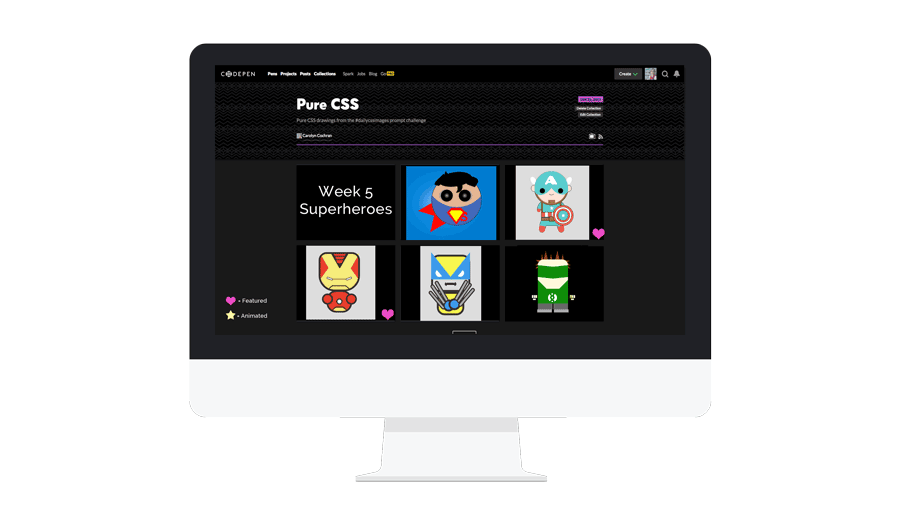 CODEPEN
Pens Projects Posts Collections Spark Jobs Blog Go PRO
Create
Pure CSS
Pure CSS drawings from the #dailycssimages prompt challenge
Delete Collection
Edit Collection
Carolyn Cochran
Week 5
Superheroes
A
S
8
= Featured
= Animated